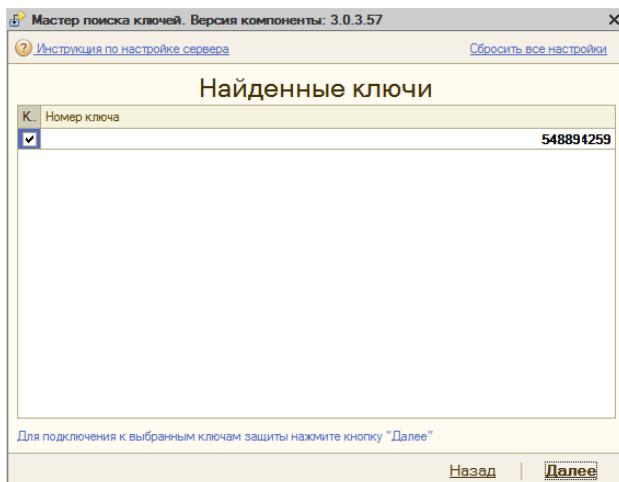 Мастер поиска ключей. Версия компоненты: 3.0.3.57
Инструкция по настройке сервера
Сбросить все настройки
Найденные ключи
К.. Номер ключа
548894259
Для подключения к выбранным ключам защиты нажмите кнопку "Далее"
Назад | Далее